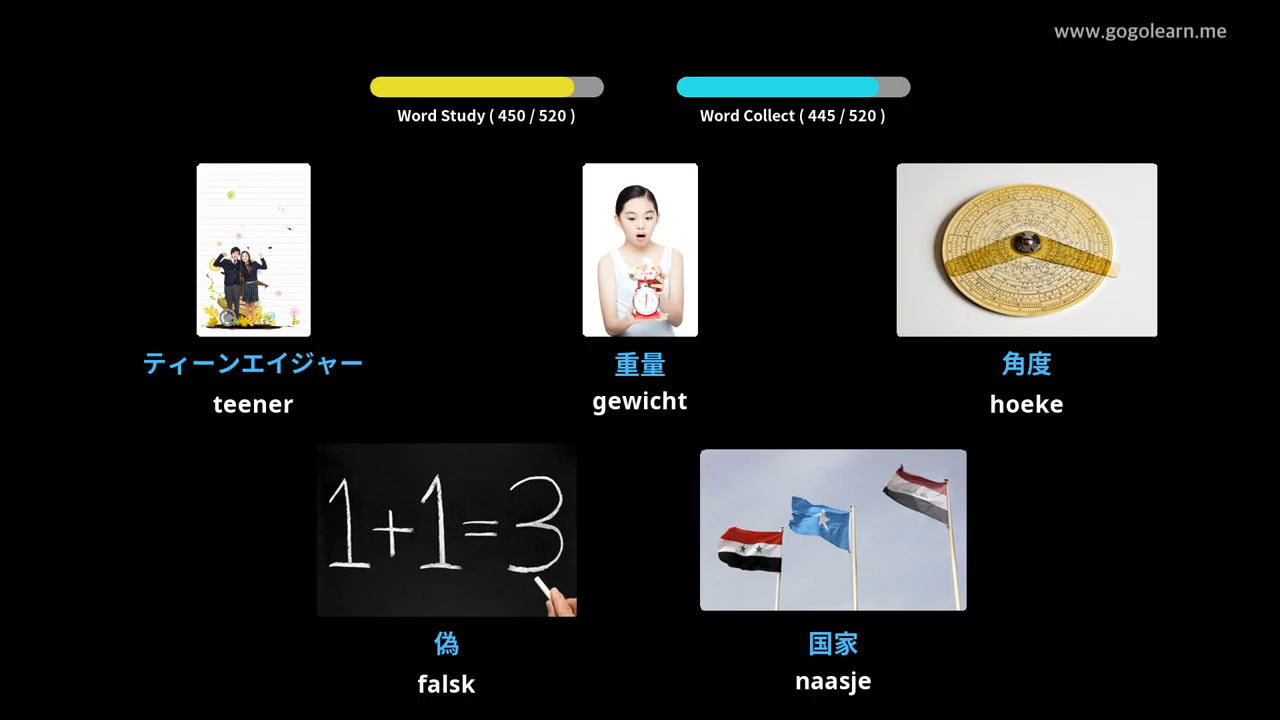 www.gogolearn.me
Word Study ( 450 / 520 )
Word Collect ( 445 / 520 )
ティーンエイジャー
teener
重量
gewicht
角度
hoeke
1+1=3
偽
falsk
国家
naasje